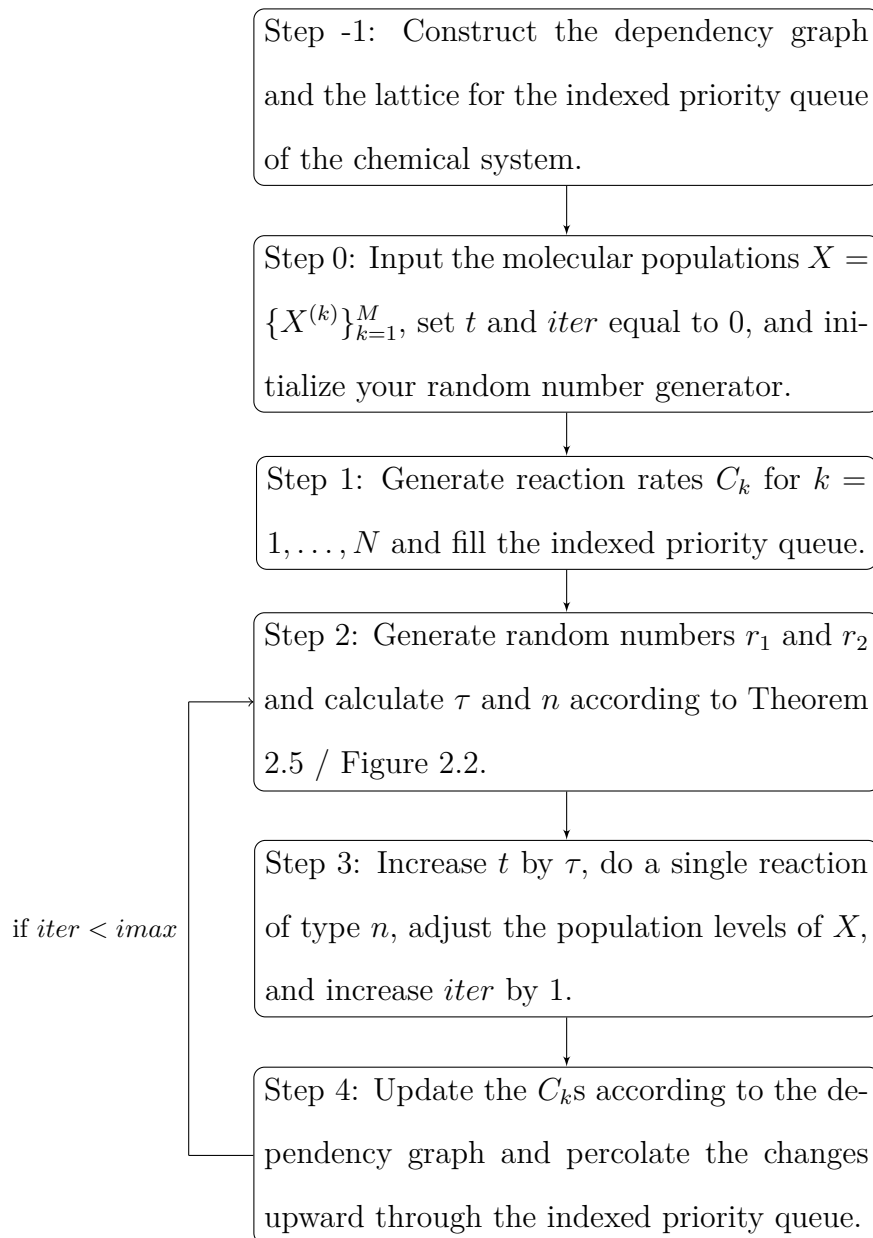 Step -1: Construct the dependency graph
and the lattice for the indexed priority queue
of the chemical system.
Step 0: Input the molecular populations X =
{X^{(k)}}_{k=1}^{M}, set t and iter equal to 0, and ini-
tialize your random number generator.
Step 1: Generate reaction rates C_k for k =
1, . . . , N and fill the indexed priority queue.
Step 2: Generate random numbers r_1 and r_2
and calculate τ and n according to Theorem
2.5 / Figure 2.2.
Step 3: Increase t by τ, do a single reaction
of type n, adjust the population levels of X,
and increase iter by 1.
if iter < imax
Step 4: Update the C_ks according to the de-
pendency graph and percolate the changes
upward through the indexed priority queue.